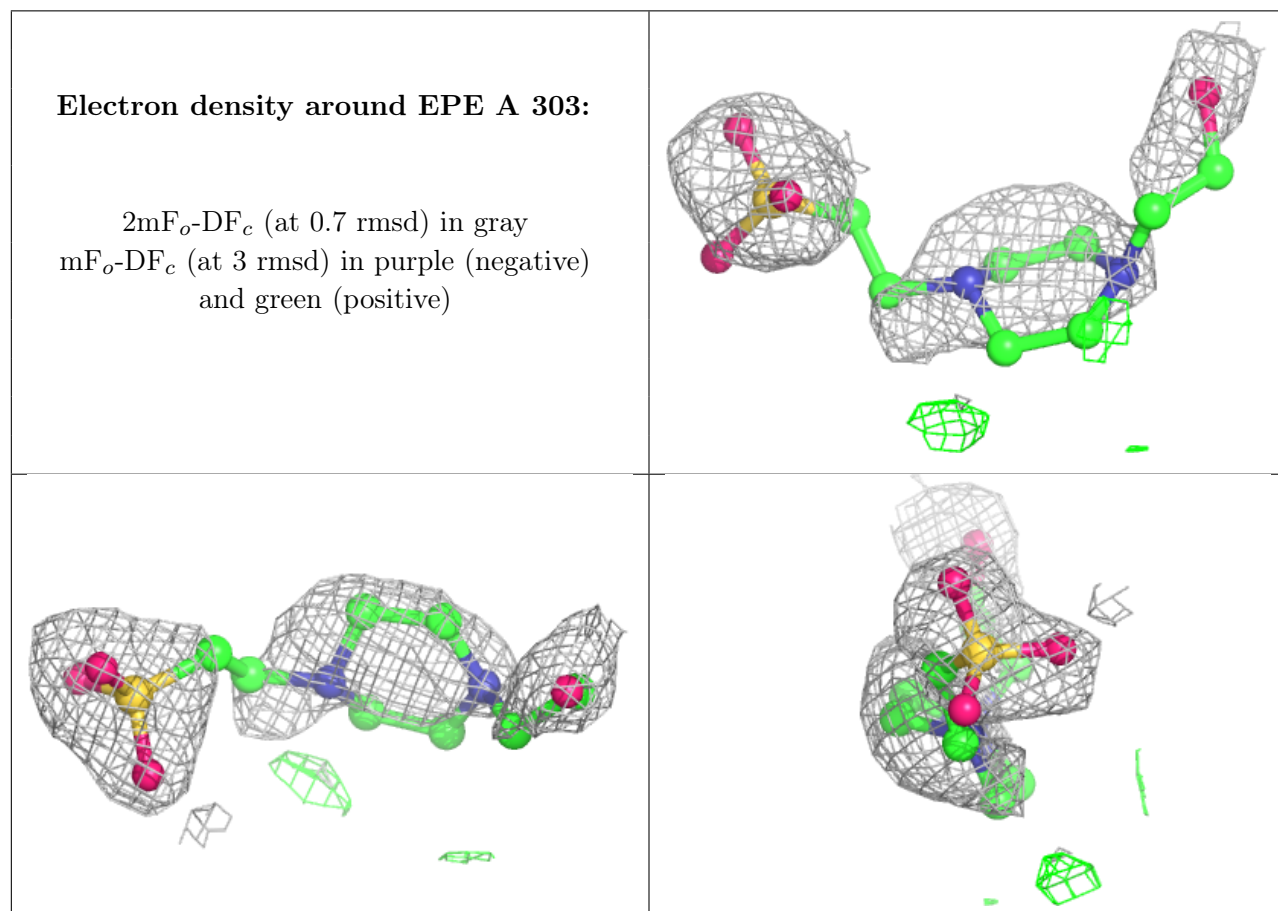 Electron density around EPE A 303:
2mFo-DFc (at 0.7 rmsd) in gray
mFo-DFc (at 3 rmsd) in purple (negative)
and green (positive)